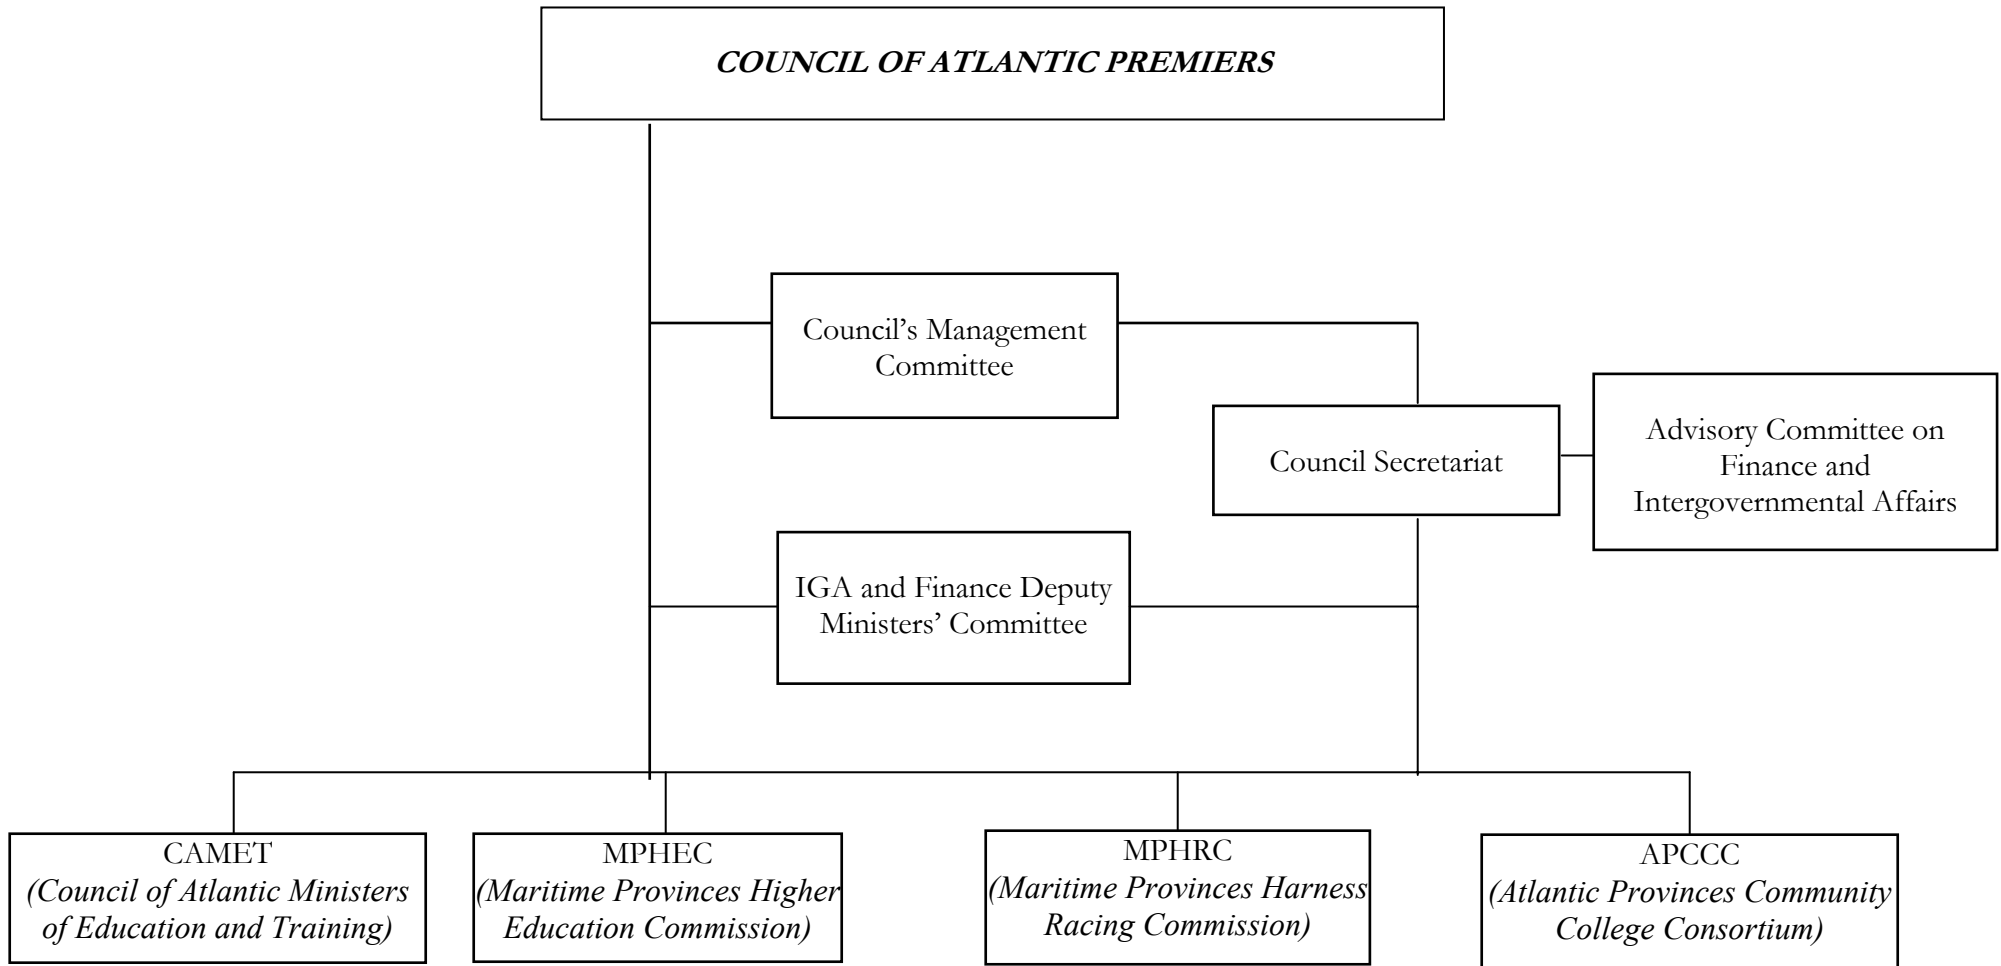 COUNCIL OF ATLANTIC PREMIERS
Council’s Management
Committee
Council Secretariat
Advisory Committee on
Finance and
Intergovernmental Affairs
IGA and Finance Deputy
Ministers’ Committee
CAMET
(Council of Atlantic Ministers
of Education and Training)
MPHEC
(Maritime Provinces Higher
Education Commission)
MPHRC
(Maritime Provinces Harness
Racing Commission)
APCCC
(Atlantic Provinces Community
College Consortium)